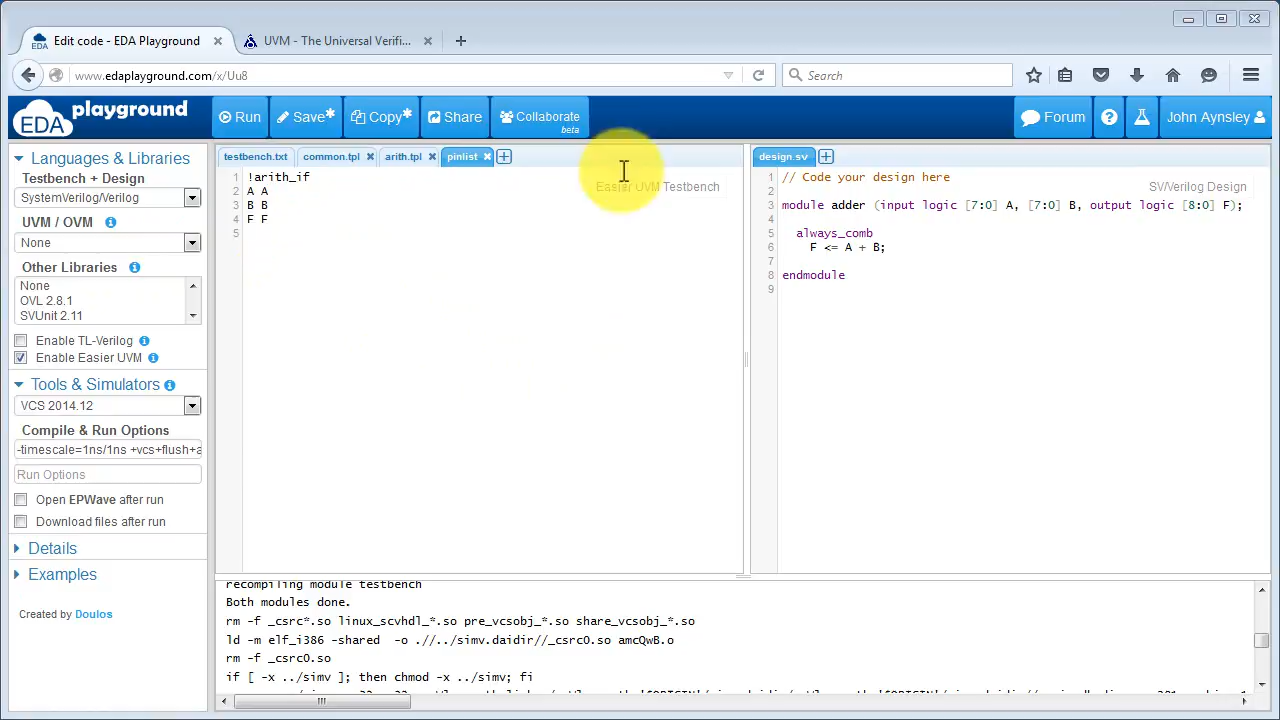 Edit code - EDA Playground
UVM - The Universal Verifi...
www.edaplayground.com/x/Uu8
Search
EDA playground
Run
Save*
Copy*
Share
Collaborate
beta
Forum
John Aynsley
Languages & Libraries
Testbench + Design
SystemVerilog/Verilog
UVM / OVM
None
Other Libraries
None
OVL 2.8.1
SVUnit 2.11
Enable TL-Verilog
Enable Easier UVM
Tools & Simulators
VCS 2014.12
Compile & Run Options
-timescale=1ns/1ns +vcs+flush+a
Run Options
Open EPWave after run
Download files after run
Details
Examples
Created by Doulos
testbench.txt
common.tpl
arith.tpl
pinlist
Easier UVM Testbench
1 !arith_if
2 A A
3 B B
4 F F
5
design.sv
SV/Verilog Design
1 // Code your design here
2
3 module adder (input logic [7:0] A, [7:0] B, output logic [8:0] F);
4
5 always_comb
6 F <= A + B;
7
8 endmodule
9
recompiling module testbench
Both modules done.
rm -f _csrc*.so linux_scvhdl_*.so pre_vcsobj_*.so share_vcsobj_*.so
ld -m elf_i386 -shared -o .//../simv.daidir//_csrc0.so amcQwB.o
rm -f _csrc0.so
if [ -x ../simv ]; then chmod -x ../simv; fi